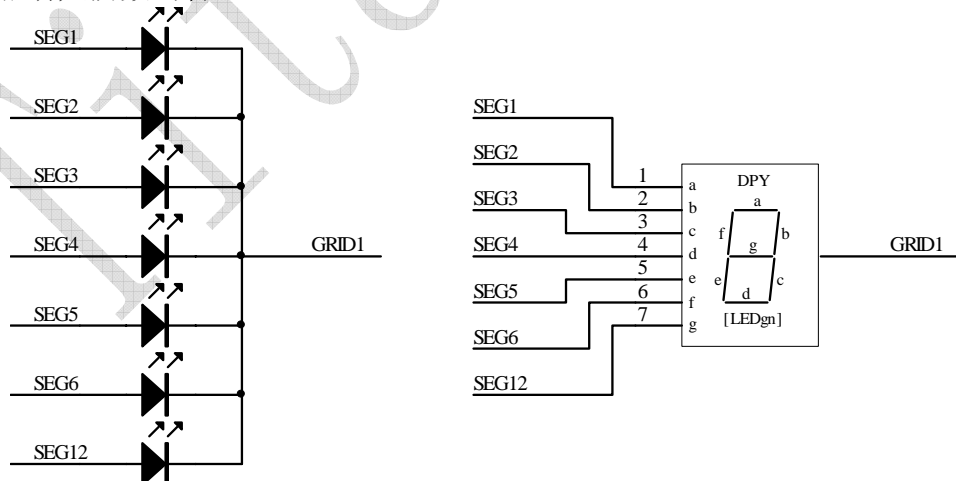 SEG1
SEG2
SEG3
SEG4
SEG5
SEG6
SEG12
GRID1
SEG1
SEG2
SEG3
SEG4
SEG5
SEG6
SEG12
1
2
3
4
5
6
7
a
b
c
d
e
f
g
DPY
a
f
b
g
e
c
d
[LEDgn]
GRID1